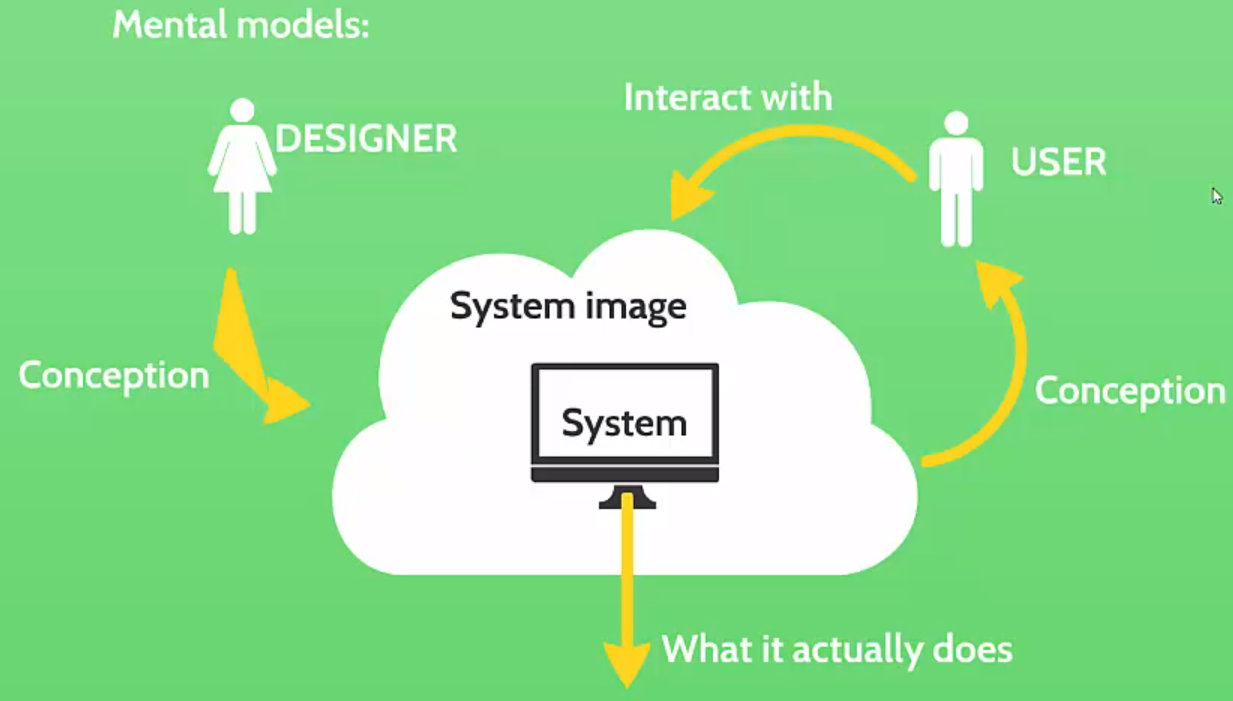 Mental models:
Interact with
DESIGNER
USER
System image
Conception
Conception
System
What it actually does